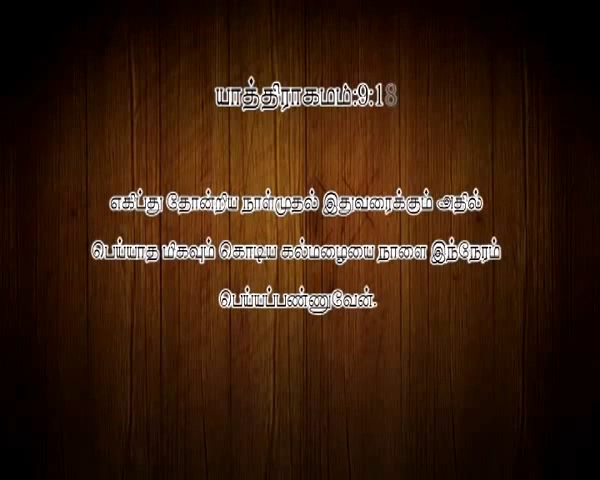 யாத்திராகமம்:9:18
எகிப்து தோன்றிய நாள்முதல் இதுவரைக்கும் அதில்
பெய்யாத மிகவும் கொடிய கல்மழையை நாளை இந்நேரம்
பெய்யப்பண்ணுவேன்.